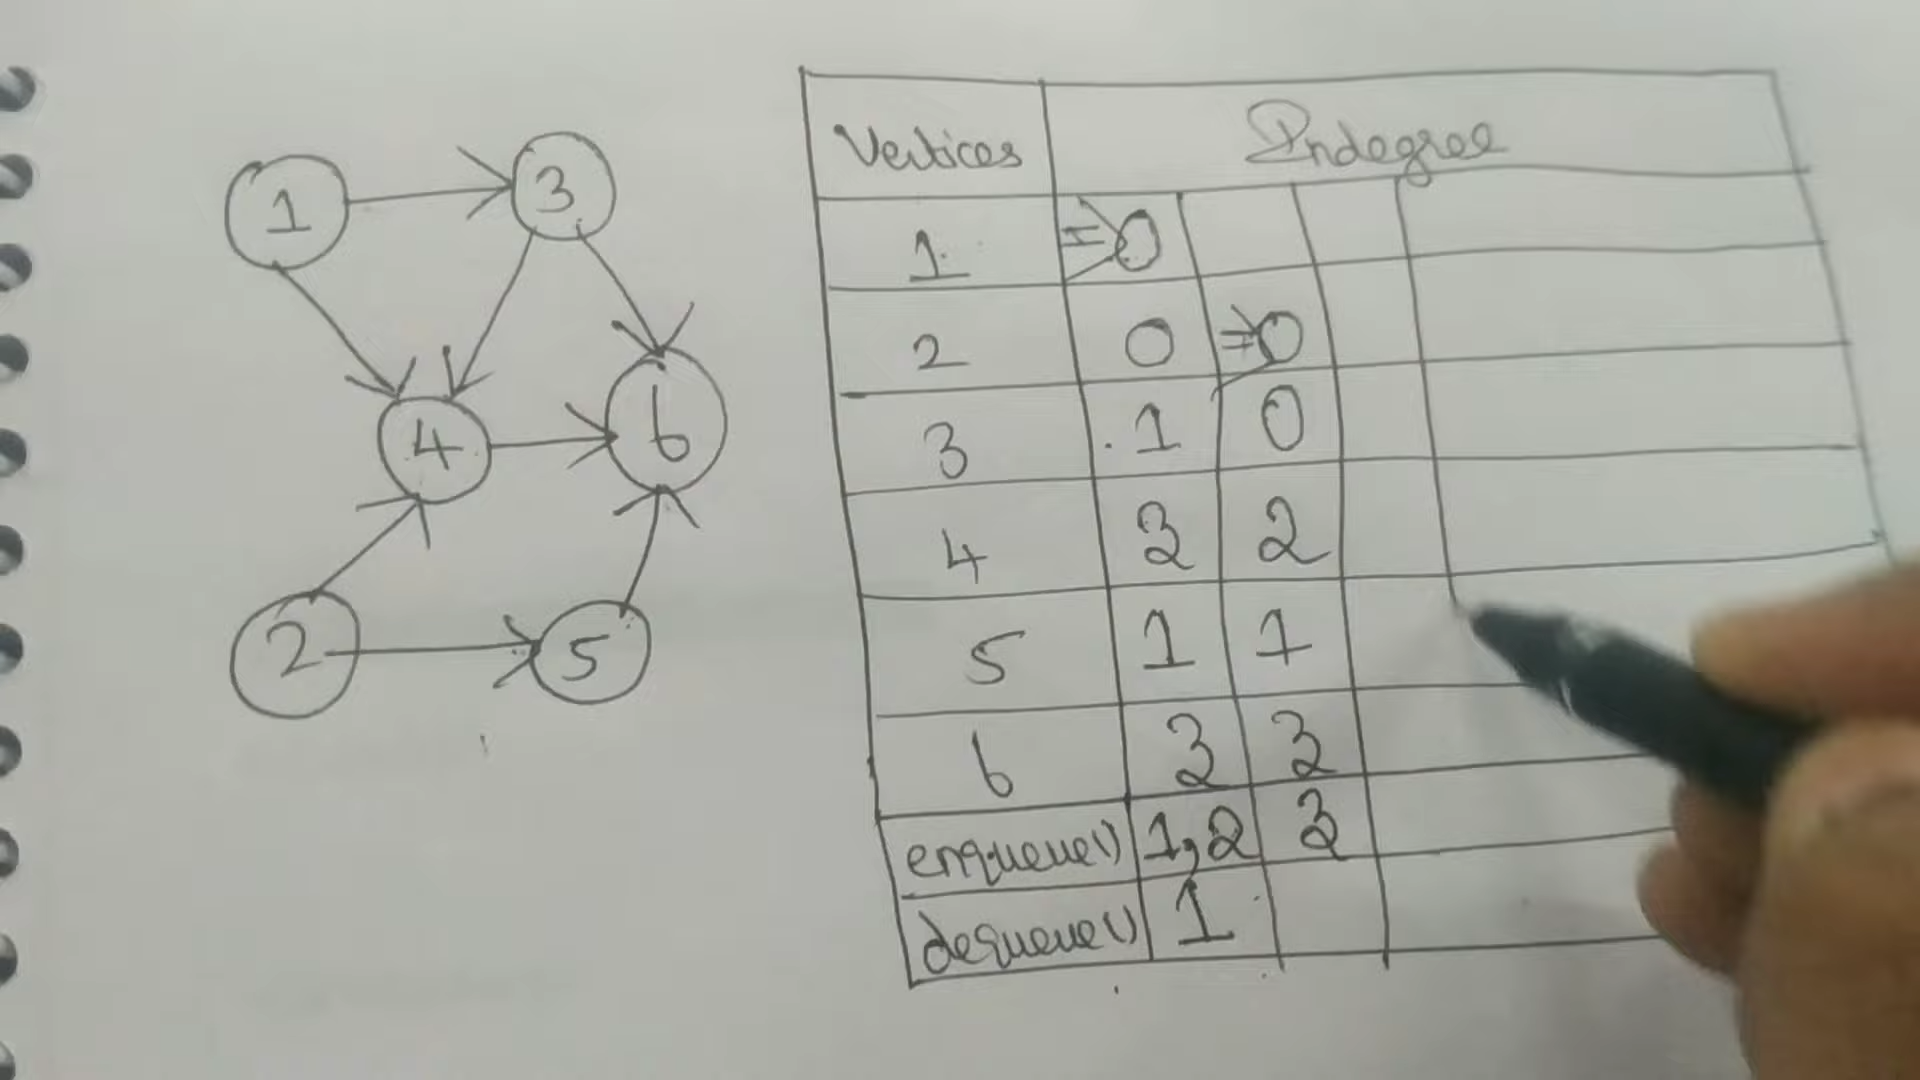 1 3
4 6
2 5
Vertices Indegree
1 0
2 0 0
3 1 0
4 3 2
5 1 1
6 3 3
enqueue() 1,2 3
dequeue() 1